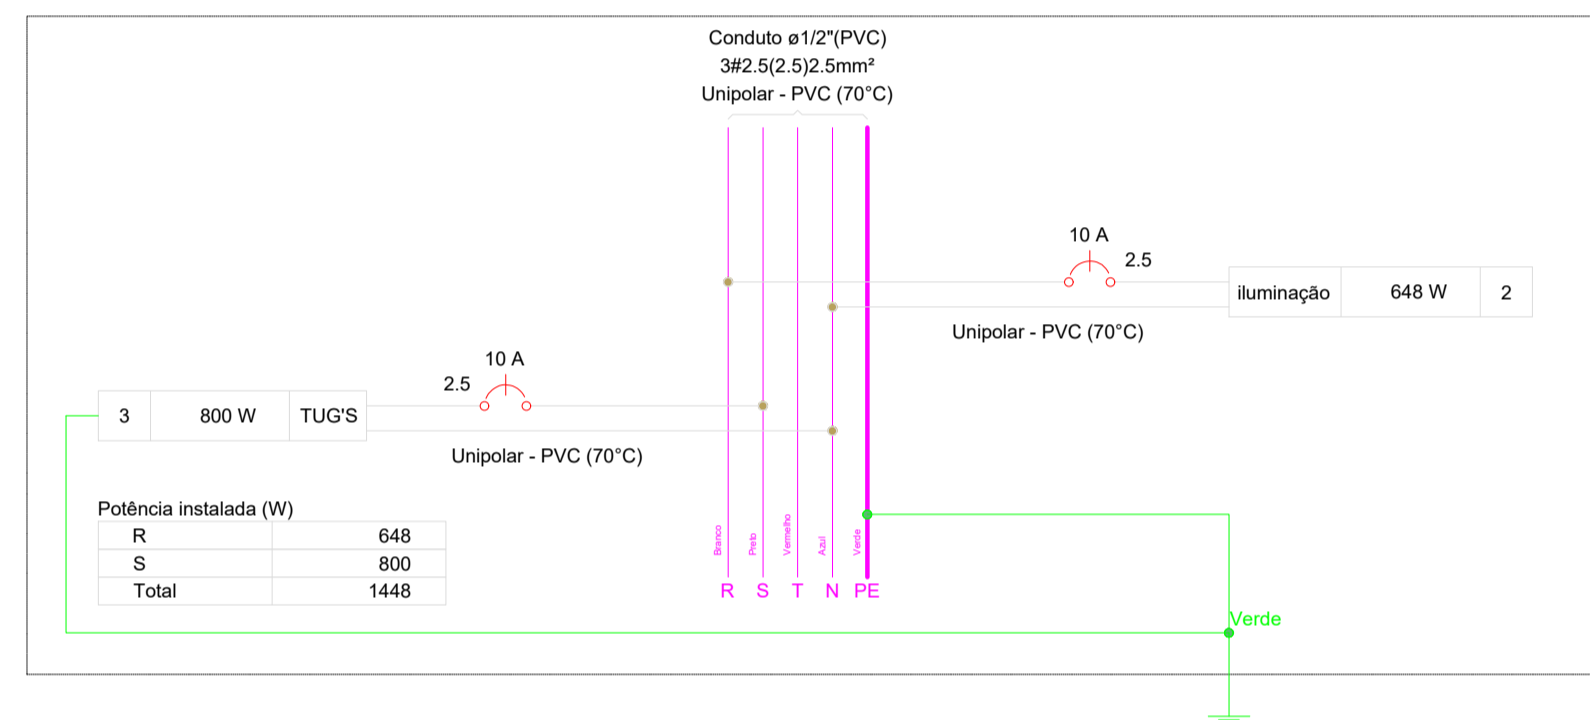 Conduto ø1/2"(PVC)
3#2.5(2.5)2.5mm²
Unipolar - PVC (70°C)
10 A
2.5
iluminação 648 W 2
Unipolar - PVC (70°C)
10 A
2.5
3 800 W TUG'S
Unipolar - PVC (70°C)
Potência instalada (W)
R 648
S 800
Total 1448
Branco
Preto
Vermelho
Azul
Verde
R S T N PE
Verde